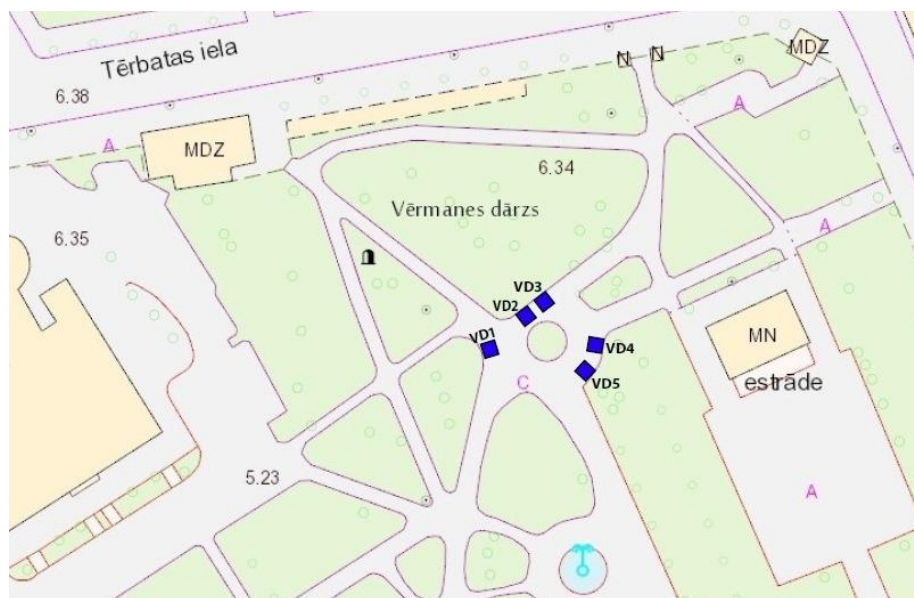 Tērbatas iela
MDZ
6.38
A
MDZ
A
6.34
Vērmanes dārzs
6.35
A
VD3
VD2
VD1
VD4
MN
VD5
C
estrāde
5.23
A
N
N